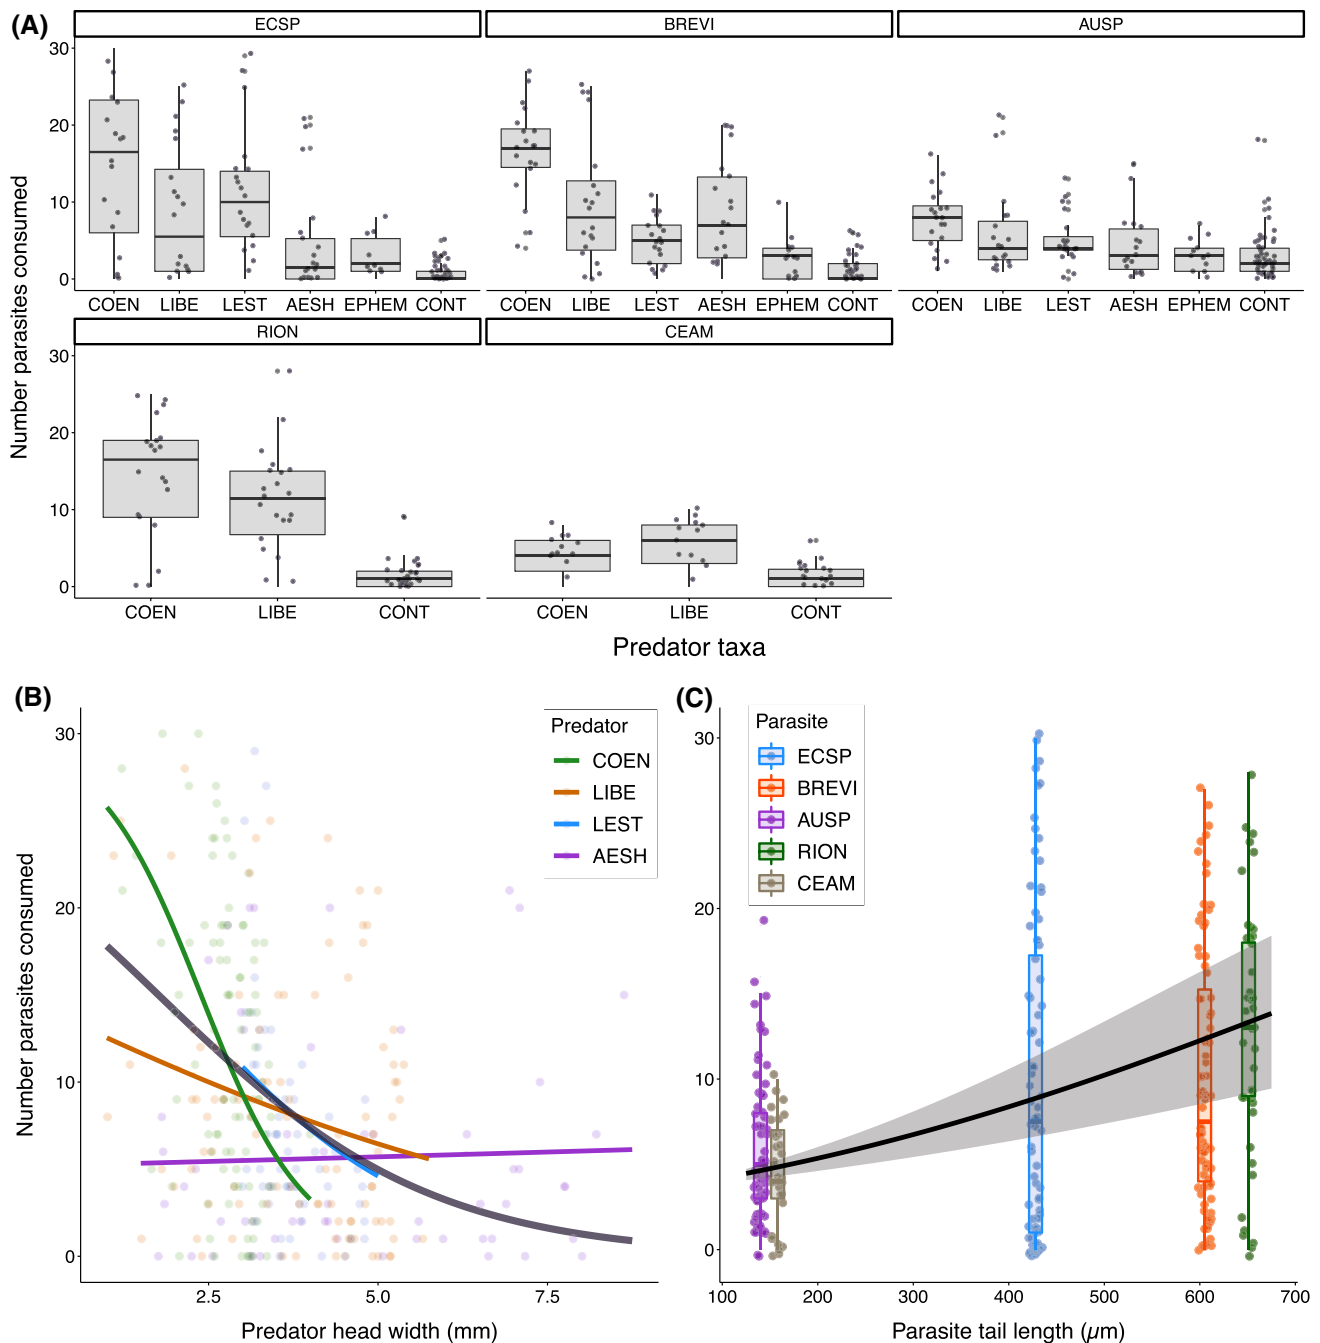 (A)
ECSP BREVI AUSP
Number parasites consumed
30
20
10
0
COEN LIBE LEST AESH EPHEM CONT COEN LIBE LEST AESH EPHEM CONT COEN LIBE LEST AESH EPHEM CONT
RION CEAM
30
20
10
0
COEN LIBE CONT COEN LIBE CONT
Predator taxa
(B)
Number parasites consumed
30
20
10
0
Predator
COEN
LIBE
LEST
AESH
2.5 5.0 7.5
Predator head width (mm)
(C)
30
20
10
0
Parasite
ECSP
BREVI
AUSP
RION
CEAM
100 200 300 400 500 600 700
Parasite tail length (µm)